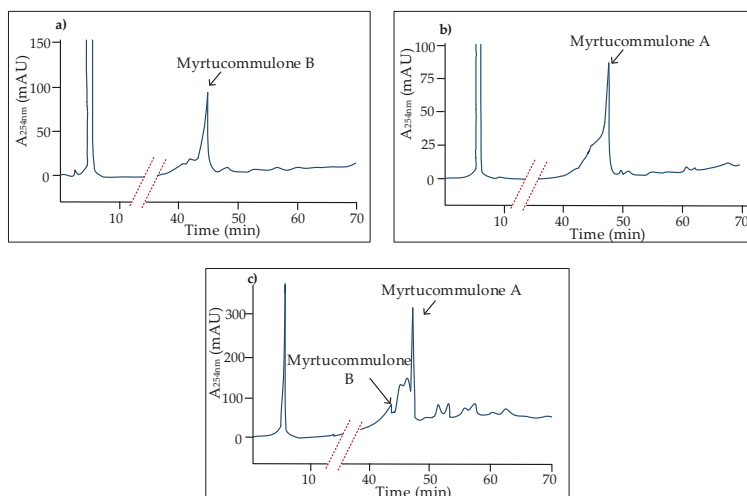 a)
150
100
50
0
A254nm (mAU)
Myrtucommulone B
10 40 50 60 70
Time (min)
b)
100
75
50
25
0
A254nm (mAU)
Myrtucommulone A
10 40 50 60 70
Time (min)
c)
300
200
100
0
A254nm (mAU)
Myrtucommulone A
Myrtucommulone
B
10 40 50 60 70
Time (min)